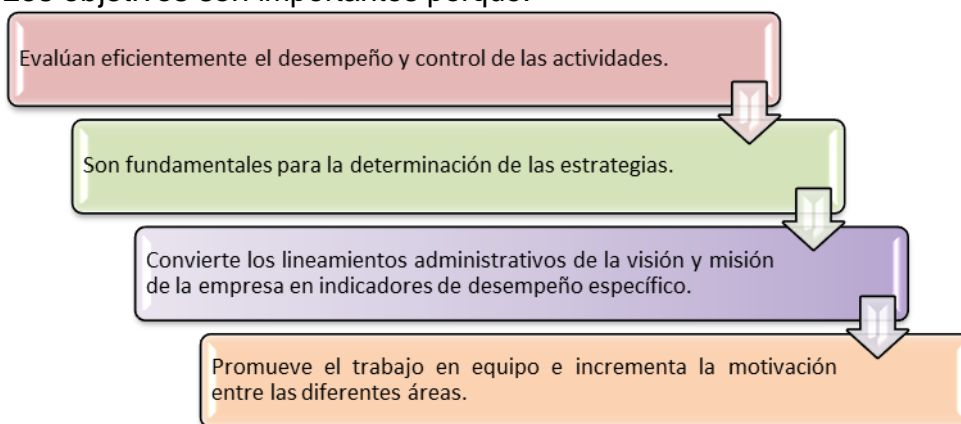 Los objetivos son importantes porque:
Evalúan eficientemente el desempeño y control de las actividades.
Son fundamentales para la determinación de las estrategias.
Convierte los lineamientos administrativos de la visión y misión
de la empresa en indicadores de desempeño específico.
Promueve el trabajo en equipo e incrementa la motivación
entre las diferentes áreas.